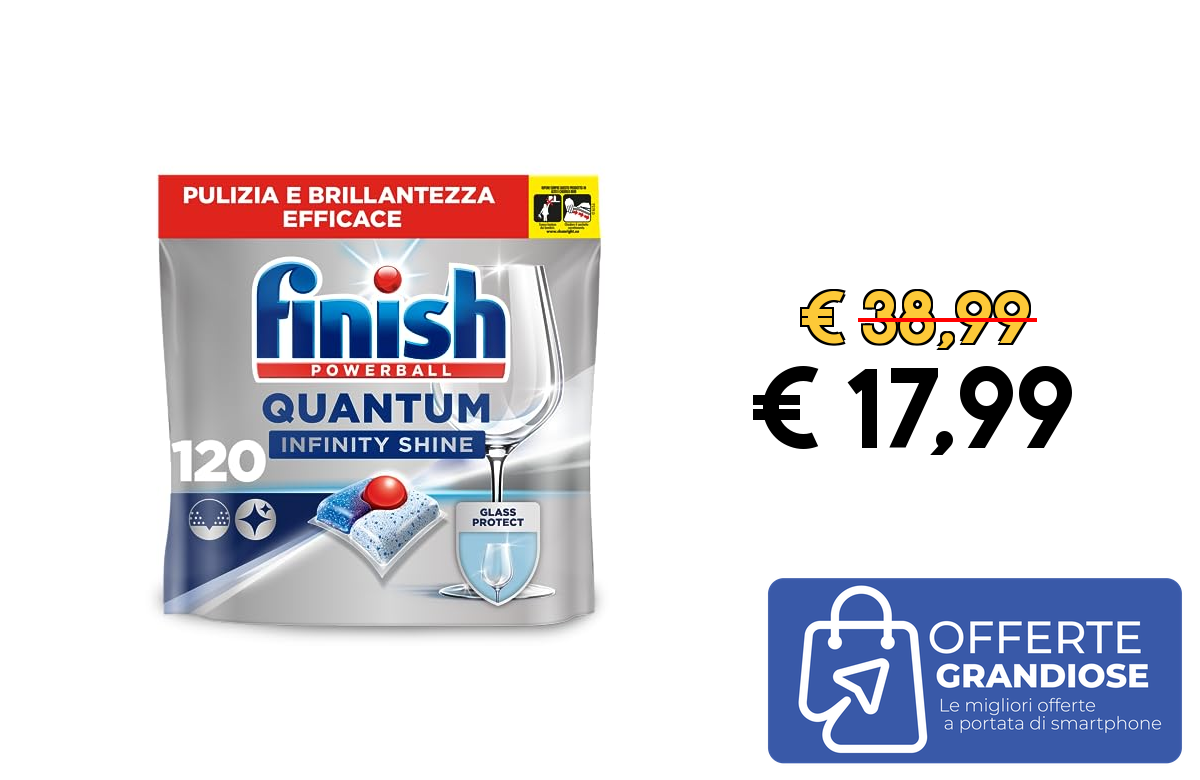 PULIZIA E BRILLANTEZZA
EFFICACE
finish
POWERBALL
QUANTUM
INFINITY SHINE
120
GLASS
PROTECT
€ 38,99
€ 17,99
OFFERTE
GRANDIOSE
Le migliori offerte
a portata di smartphone